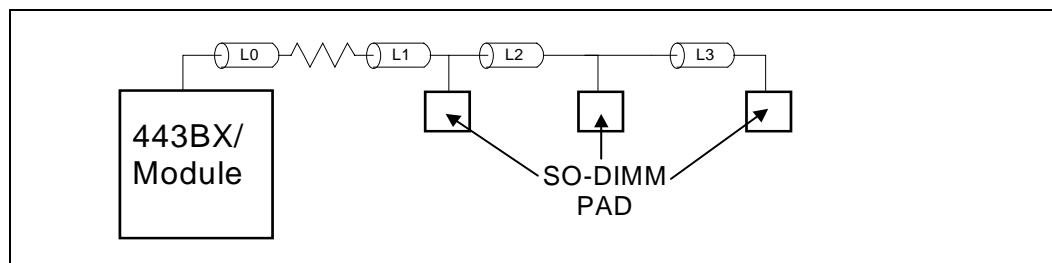 L0
L1
L2
L3
443BX/
Module
SO-DIMM
PAD